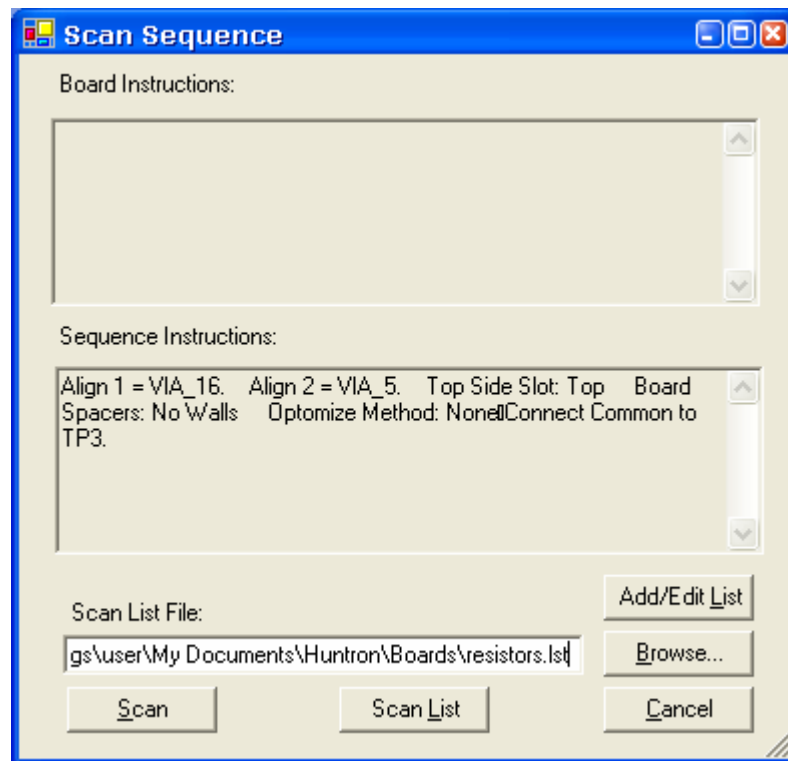 Scan Sequence
Board Instructions:
Sequence Instructions:
Align 1 = VIA_16. Align 2 = VIA_5. Top Side Slot: Top Board
Spacers: No Walls Optomize Method: None▯▯Connect Common to
TP3.
Add/Edit List
Scan List File:
gs\user\My Documents\Huntron\Boards\resistors.lst
Browse...
Scan
Scan List
Cancel